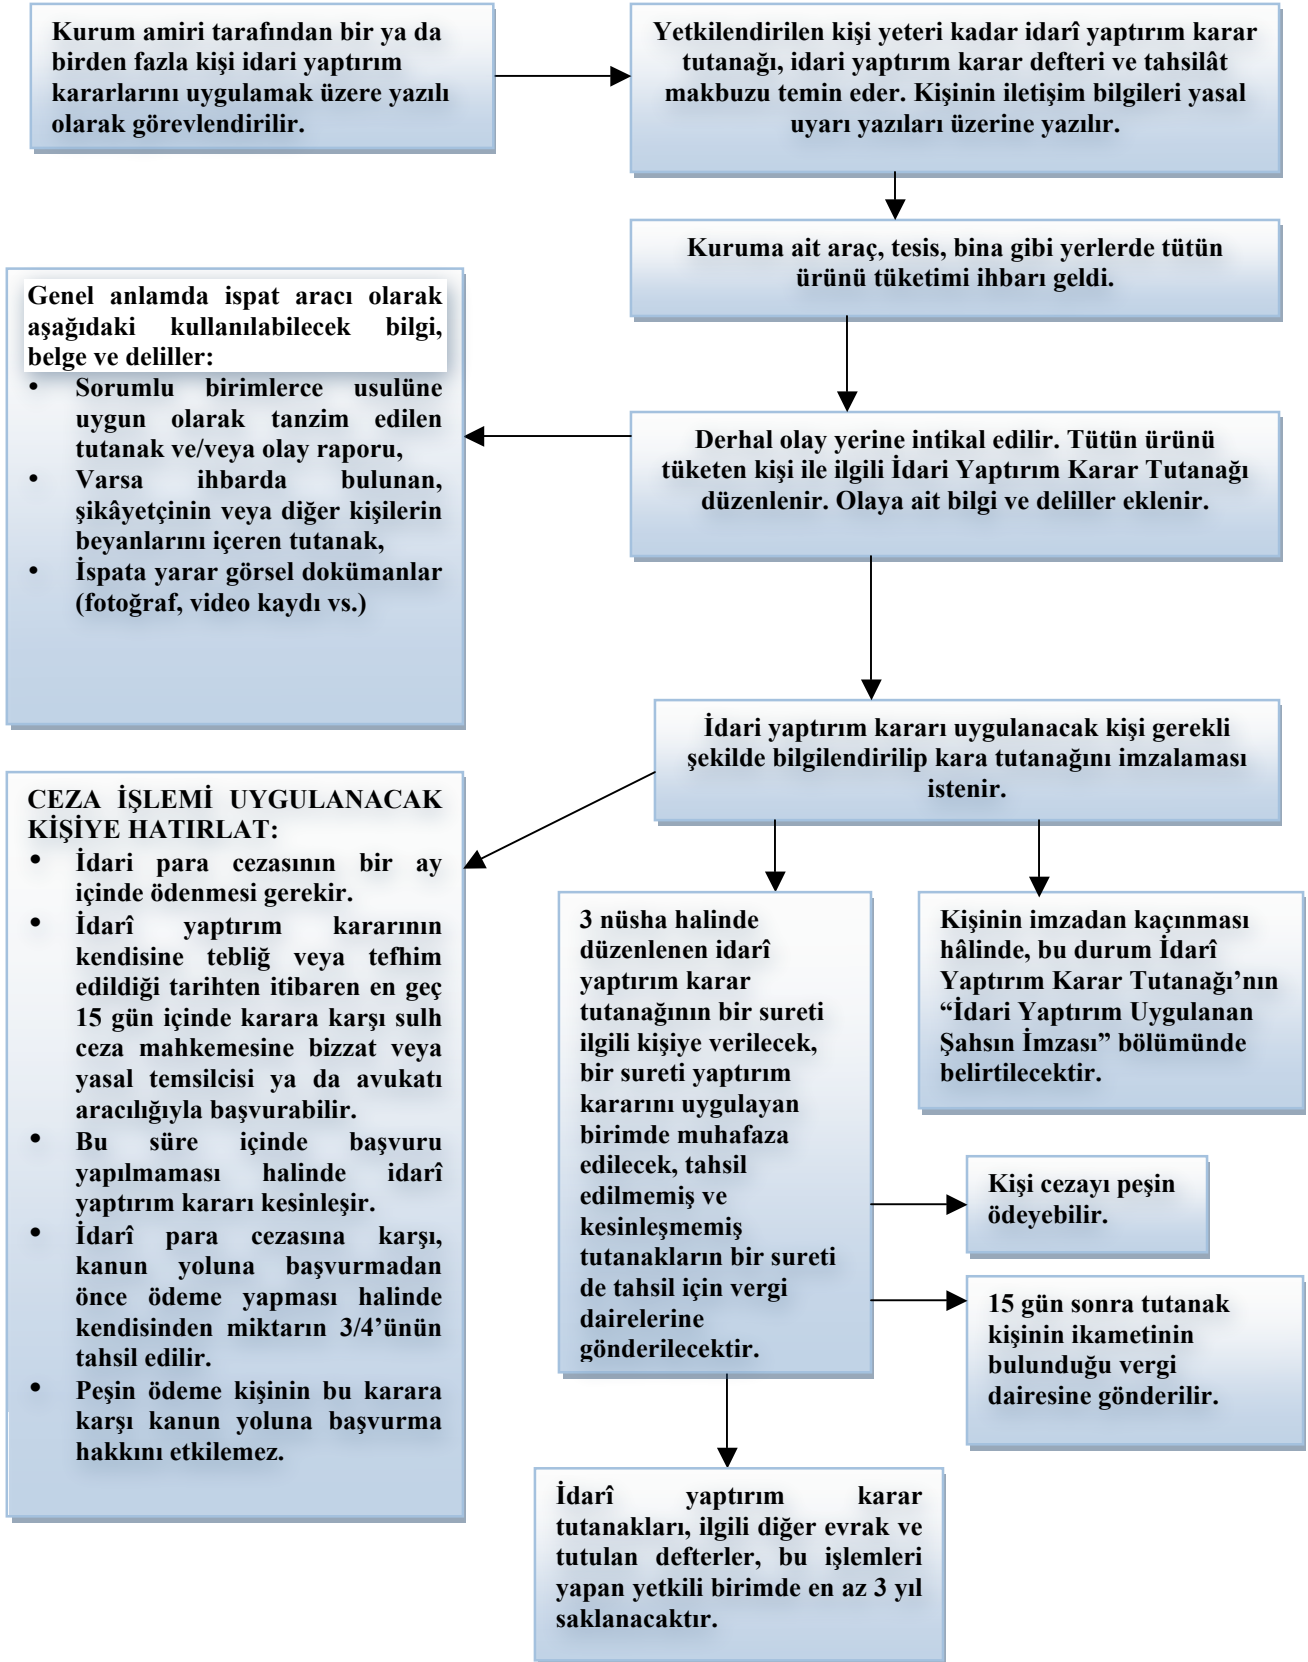 Kurum amiri tarafından bir ya da
birden fazla kişi idari yaptırım
kararlarını uygulamak üzere yazılı
olarak görevlendirilir.
Yetkilendirilen kişi yeteri kadar idarî yaptırım karar
tutanağı, idari yaptırım karar defteri ve tahsilât
makbuzu temin eder. Kişinin iletişim bilgileri yasal
uyarı yazıları üzerine yazılır.
Kuruma ait araç, tesis, bina gibi yerlerde tütün
ürünü tüketimi ihbarı geldi.
Derhal olay yerine intikal edilir. Tütün ürünü
tüketen kişi ile ilgili İdari Yaptırım Karar Tutanağı
düzenlenir. Olaya ait bilgi ve deliller eklenir.
Genel anlamda ispat aracı olarak
aşağıdaki kullanılabilecek bilgi,
belge ve deliller:
• Sorumlu birimlerce usulüne
uygun olarak tanzim edilen
tutanak ve/veya olay raporu,
• Varsa ihbarda bulunan,
şikâyetçinin veya diğer kişilerin
beyanlarını içeren tutanak,
• İspata yarar görsel dokümanlar
(fotoğraf, video kaydı vs.)
İdari yaptırım kararı uygulanacak kişi gerekli
şekilde bilgilendirilip kara tutanağını imzalaması
istenir.
CEZA İŞLEMİ UYGULANACAK
KİŞİYE HATIRLAT:
• İdari para cezasının bir ay
içinde ödenmesi gerekir.
• İdarî yaptırım kararının
kendisine tebliğ veya tefhim
edildiği tarihten itibaren en geç
15 gün içinde karara karşı sulh
ceza mahkemesine bizzat veya
yasal temsilcisi ya da avukatı
aracılığıyla başvurabilir.
• Bu süre içinde başvuru
yapılmaması halinde idarî
yaptırım kararı kesinleşir.
• İdarî para cezasına karşı,
kanun yoluna başvurmadan
önce ödeme yapması halinde
kendisinden miktarın 3/4’ünün
tahsil edilir.
• Peşin ödeme kişinin bu karara
karşı kanun yoluna başvurma
hakkını etkilemez.
3 nüsha halinde
düzenlenen idarî
yaptırım karar
tutanağının bir sureti
ilgili kişiye verilecek,
bir sureti yaptırım
kararını uygulayan
birimde muhafaza
edilecek, tahsil
edilmemiş ve
kesinleşmemiş
tutanakların bir sureti
de tahsil için vergi
dairelerine
gönderilecektir.
Kişinin imzadan kaçınması
hâlinde, bu durum İdarî
Yaptırım Karar Tutanağı’nın
“İdari Yaptırım Uygulanan
Şahsın İmzası” bölümünde
belirtilecektir.
Kişi cezayı peşin
ödeyebilir.
15 gün sonra tutanak
kişinin ikametinin
bulunduğu vergi
dairesine gönderilir.
İdarî yaptırım karar
tutanakları, ilgili diğer evrak ve
tutulan defterler, bu işlemleri
yapan yetkili birimde en az 3 yıl
saklanacaktır.